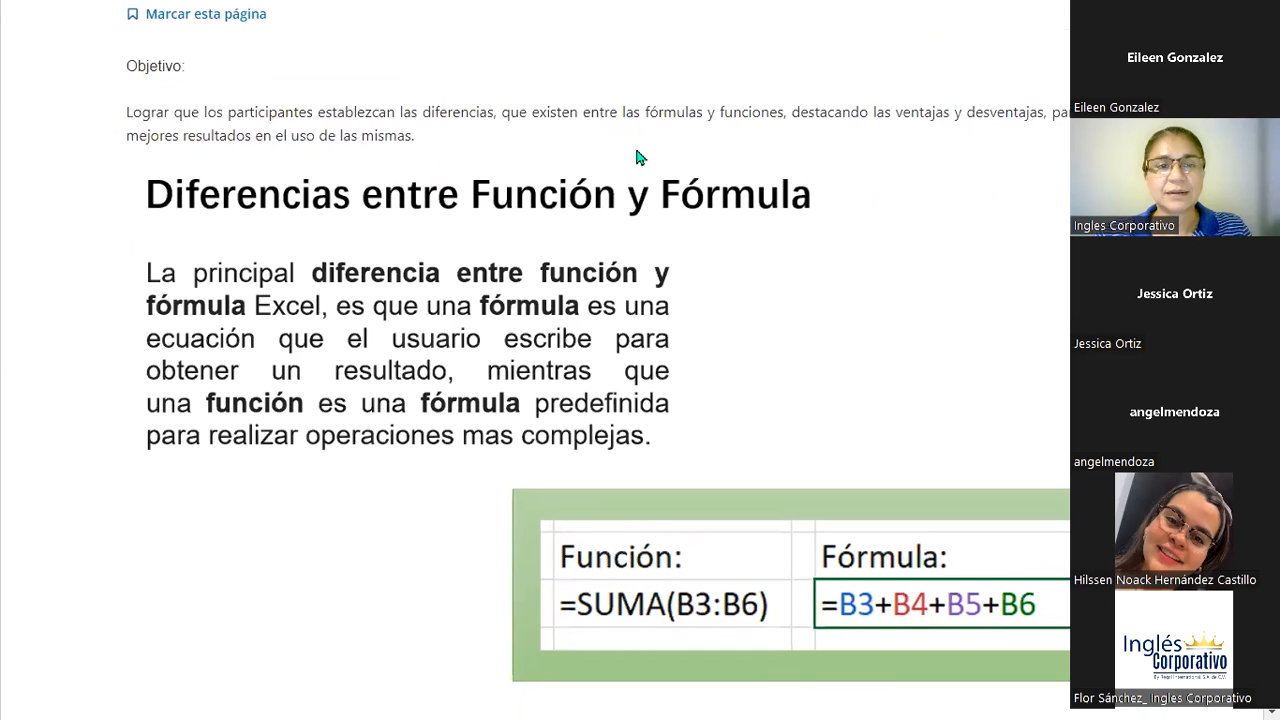 Marcar esta página
Objetivo:
Lograr que los participantes establezcan las diferencias, que existen entre las fórmulas y funciones, destacando las ventajas y desventajas,
mejores resultados en el uso de las mismas.
Diferencias entre Función y Fórmula
La principal diferencia entre función y
fórmula Excel, es que una fórmula es una
ecuación que el usuario escribe para
obtener un resultado, mientras que
una función es una fórmula predefinida
para realizar operaciones mas complejas.
Función:
Fórmula:
=SUMA(B3:B6)
=B3+B4+B5+B6
Eileen Gonzalez
Eileen Gonzalez
Ingles Corporativo
Jessica Ortiz
Jessica Ortiz
angelmendoza
angelmendoza
Hilssen Noack Hernández Castillo
Inglés
Corporativo
Flor Sánchez_ Ingles Corporativo